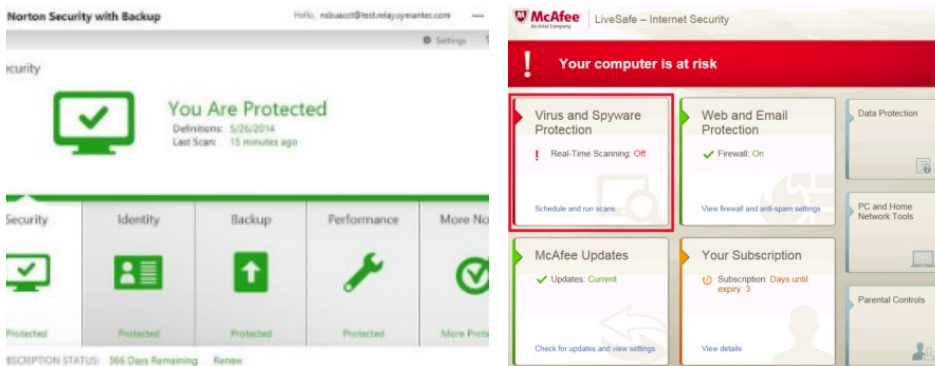 Norton Security with Backup
Hello, nsbuacct@test.relay.symantec.com
Settings
ecurity
You Are Protected
Definitions: 5/26/2014
Last Scan: 15 minutes ago
Security
Identity
Backup
Performance
More No
Protected
Protected
Protected
Protected
More Prote
BSCRIPTION STATUS: 366 Days Remaining Renew
McAfee
An Intel Company
LiveSafe – Internet Security
! Your computer is at risk
Virus and Spyware
Protection
! Real-Time Scanning: Off
Schedule and run scans
Web and Email
Protection
Firewall: On
View firewall and anti-spam settings
Data Protection
PC and Home
Network Tools
McAfee Updates
Updates: Current
Check for updates and view settings
Your Subscription
Subscription: Days until
expiry: 3
View details
Parental Controls